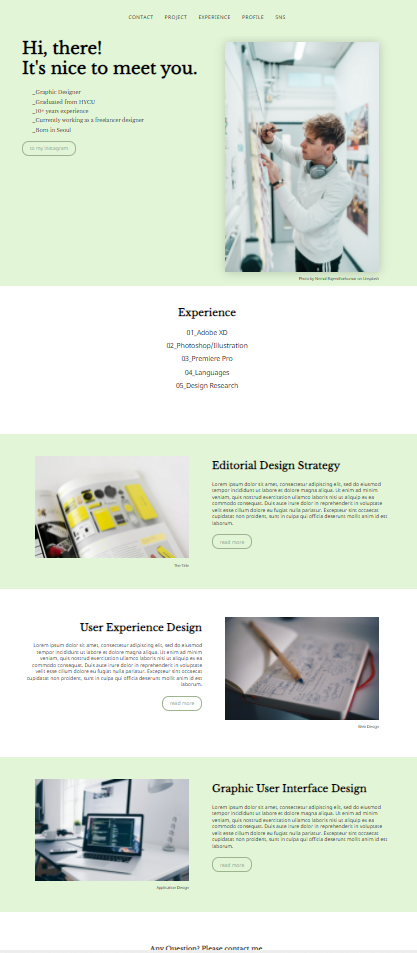 CONTACT PROJECT EXPERIENCE PROFILE SNS
Hi, there!
It's nice to meet you.
_Graphic Designer
_Graduated from HYCU
_10+ years experience
_Currently working as a freelancer designer
_Born in Seoul
to my instagram
Experience
01_Adobe XD
02_Photoshop/Illustration
03_Premiere Pro
04_Languages
05_Design Research
Editorial Design Strategy
Lorem ipsum dolor sit amet, consectetur adipiscing elit, sed do eiusmod
tempor incididunt ut labore et dolore magna aliqua. Ut enim ad minim
veniam, quis nostrud exercitation ullamco laboris nisi ut aliquip ex ea
commodo consequat. Duis aute irure dolor in reprehenderit in voluptate
velit esse cillum dolore eu fugiat nulla pariatur. Excepteur sint occaecat
cupidatat non proident, sunt in culpa qui officia deserunt mollit anim id est
laborum.
read more
The Title
User Experience Design
Lorem ipsum dolor sit amet, consectetur adipiscing elit, sed do eiusmod
tempor incididunt ut labore et dolore magna aliqua. Ut enim ad minim
veniam, quis nostrud exercitation ullamco laboris nisi ut aliquip ex ea
commodo consequat. Duis aute irure dolor in reprehenderit in voluptate
velit esse cillum dolore eu fugiat nulla pariatur. Excepteur sint occaecat
cupidatat non proident, sunt in culpa qui officia deserunt mollit anim id est
laborum.
read more
Web Design
Graphic User Interface Design
Lorem ipsum dolor sit amet, consectetur adipiscing elit, sed do eiusmod
tempor incididunt ut labore et dolore magna aliqua. Ut enim ad minim
veniam, quis nostrud exercitation ullamco laboris nisi ut aliquip ex ea
commodo consequat. Duis aute irure dolor in reprehenderit in voluptate
velit esse cillum dolore eu fugiat nulla pariatur. Excepteur sint occaecat
cupidatat non proident, sunt in culpa qui officia deserunt mollit anim id est
laborum.
read more
Application Design
Any Question? Please contact me